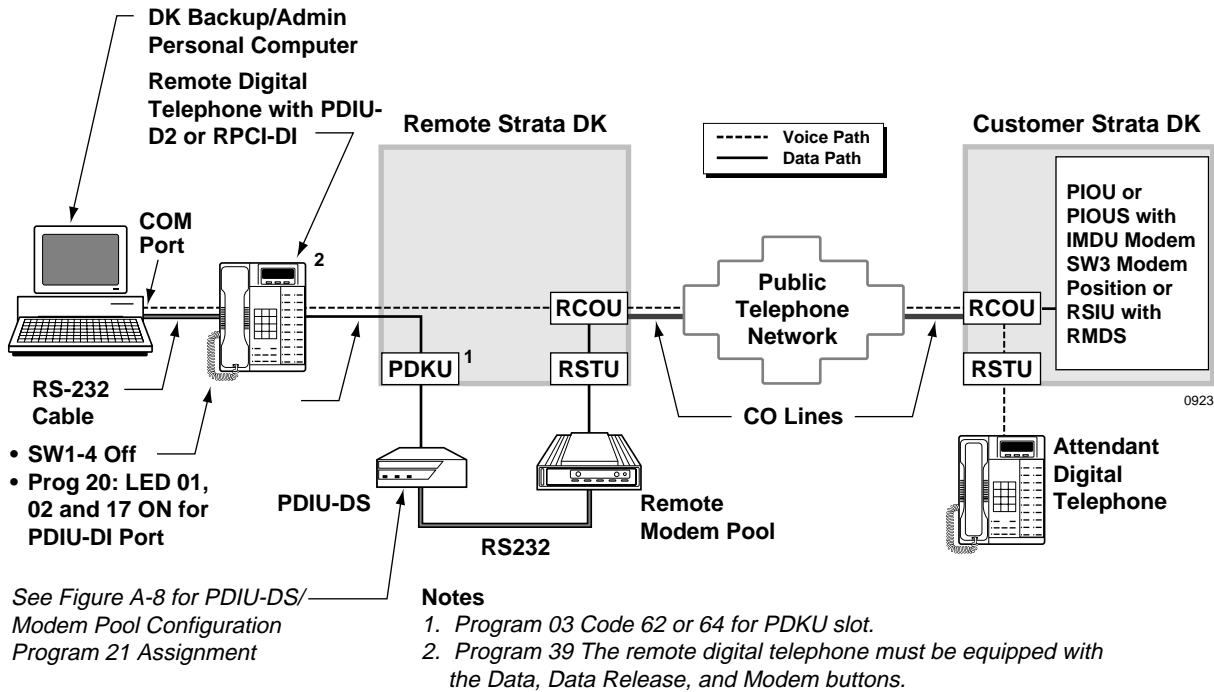 DK Backup/Admin
Personal Computer
Remote Digital
Telephone with PDIU-
D2 or RPCI-DI
Remote Strata DK
Voice Path
Data Path
Customer Strata DK
COM
Port
2
PIOU or
PIOUS with
IMDU Modem
SW3 Modem
Position or
RSIU with
RMDS
Public
Telephone
Network
RCOU
RCOU
PDKU
1
RSTU
RSTU
RS-232
Cable
CO Lines
0923
• SW1-4 Off
• Prog 20: LED 01,
02 and 17 ON for
PDIU-DI Port
PDIU-DS
RS232
Remote
Modem Pool
Attendant
Digital
Telephone
See Figure A-8 for PDIU-DS/
Modem Pool Configuration
Program 21 Assignment
Notes
1. Program 03 Code 62 or 64 for PDKU slot.
2. Program 39 The remote digital telephone must be equipped with
the Data, Data Release, and Modem buttons.